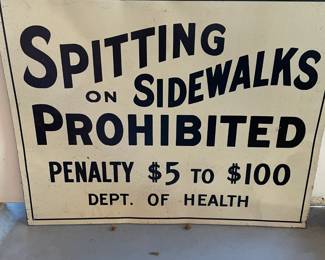 SPITTING
ON SIDEWALKS
PROHIBITED
PENALTY $5 TO $100
DEPT. OF HEALTH